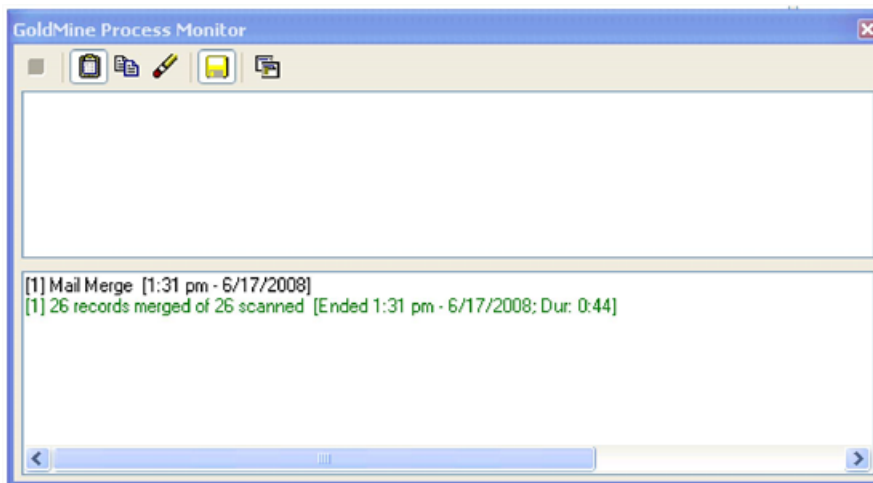 GoldMine Process Monitor
[1] Mail Merge  [1:31 pm - 6/17/2008]
[1] 26 records merged of 26 scanned  [Ended 1:31 pm - 6/17/2008; Dur: 0:44]